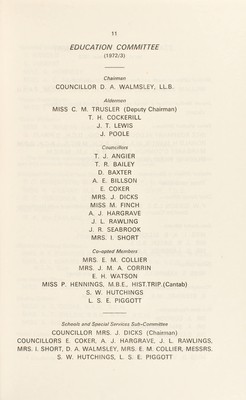 11
EDUCATION COMMITTEE
(1972/3)
Chairman
COUNCILLOR D. A. WALMSLEY, LL.B.
Aldermen
MISS C. M. TRUSLER (Deputy Chairman)
T. H. COCKERILL
J. T. LEWIS
J. POOLE
Councillors
T. J. ANGIER
T. R. BAILEY
D. BAXTER
A. E. BILLSON
E. COKER
MRS. J. DICKS
MISS M. FINCH
A. J. HARGRAVE
J. L. RAWLING
J. R. SEABROOK
MRS. I. SHORT
Co-opted Members
MRS. E. M. COLLIER
MRS. J. M. A. CORRIN
E. H. WATSON
MISS P. HENNINGS, M.B.E., HIST.TRIP.(Cantab)
S. W. HUTCHINGS
L. S. E. PIGGOTT
Schools and Special Services Sub-Committee
COUNCILLOR MRS. J. DICKS (Chairman)
COUNCILLORS E. COKER, A. J. HARGRAVE, J. L. RAWLINGS,
MRS. I. SHORT, D. A. WALMSLEY, MRS. E. M. COLLIER, MESSRS.
S. W. HUTCHINGS, L. S. E. PIGGOTT